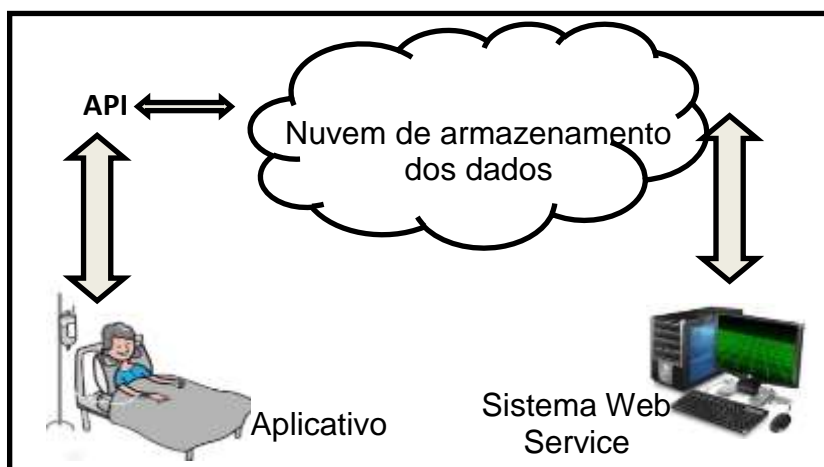 API
Nuvem de armazenamento
dos dados
Aplicativo
Sistema Web
Service